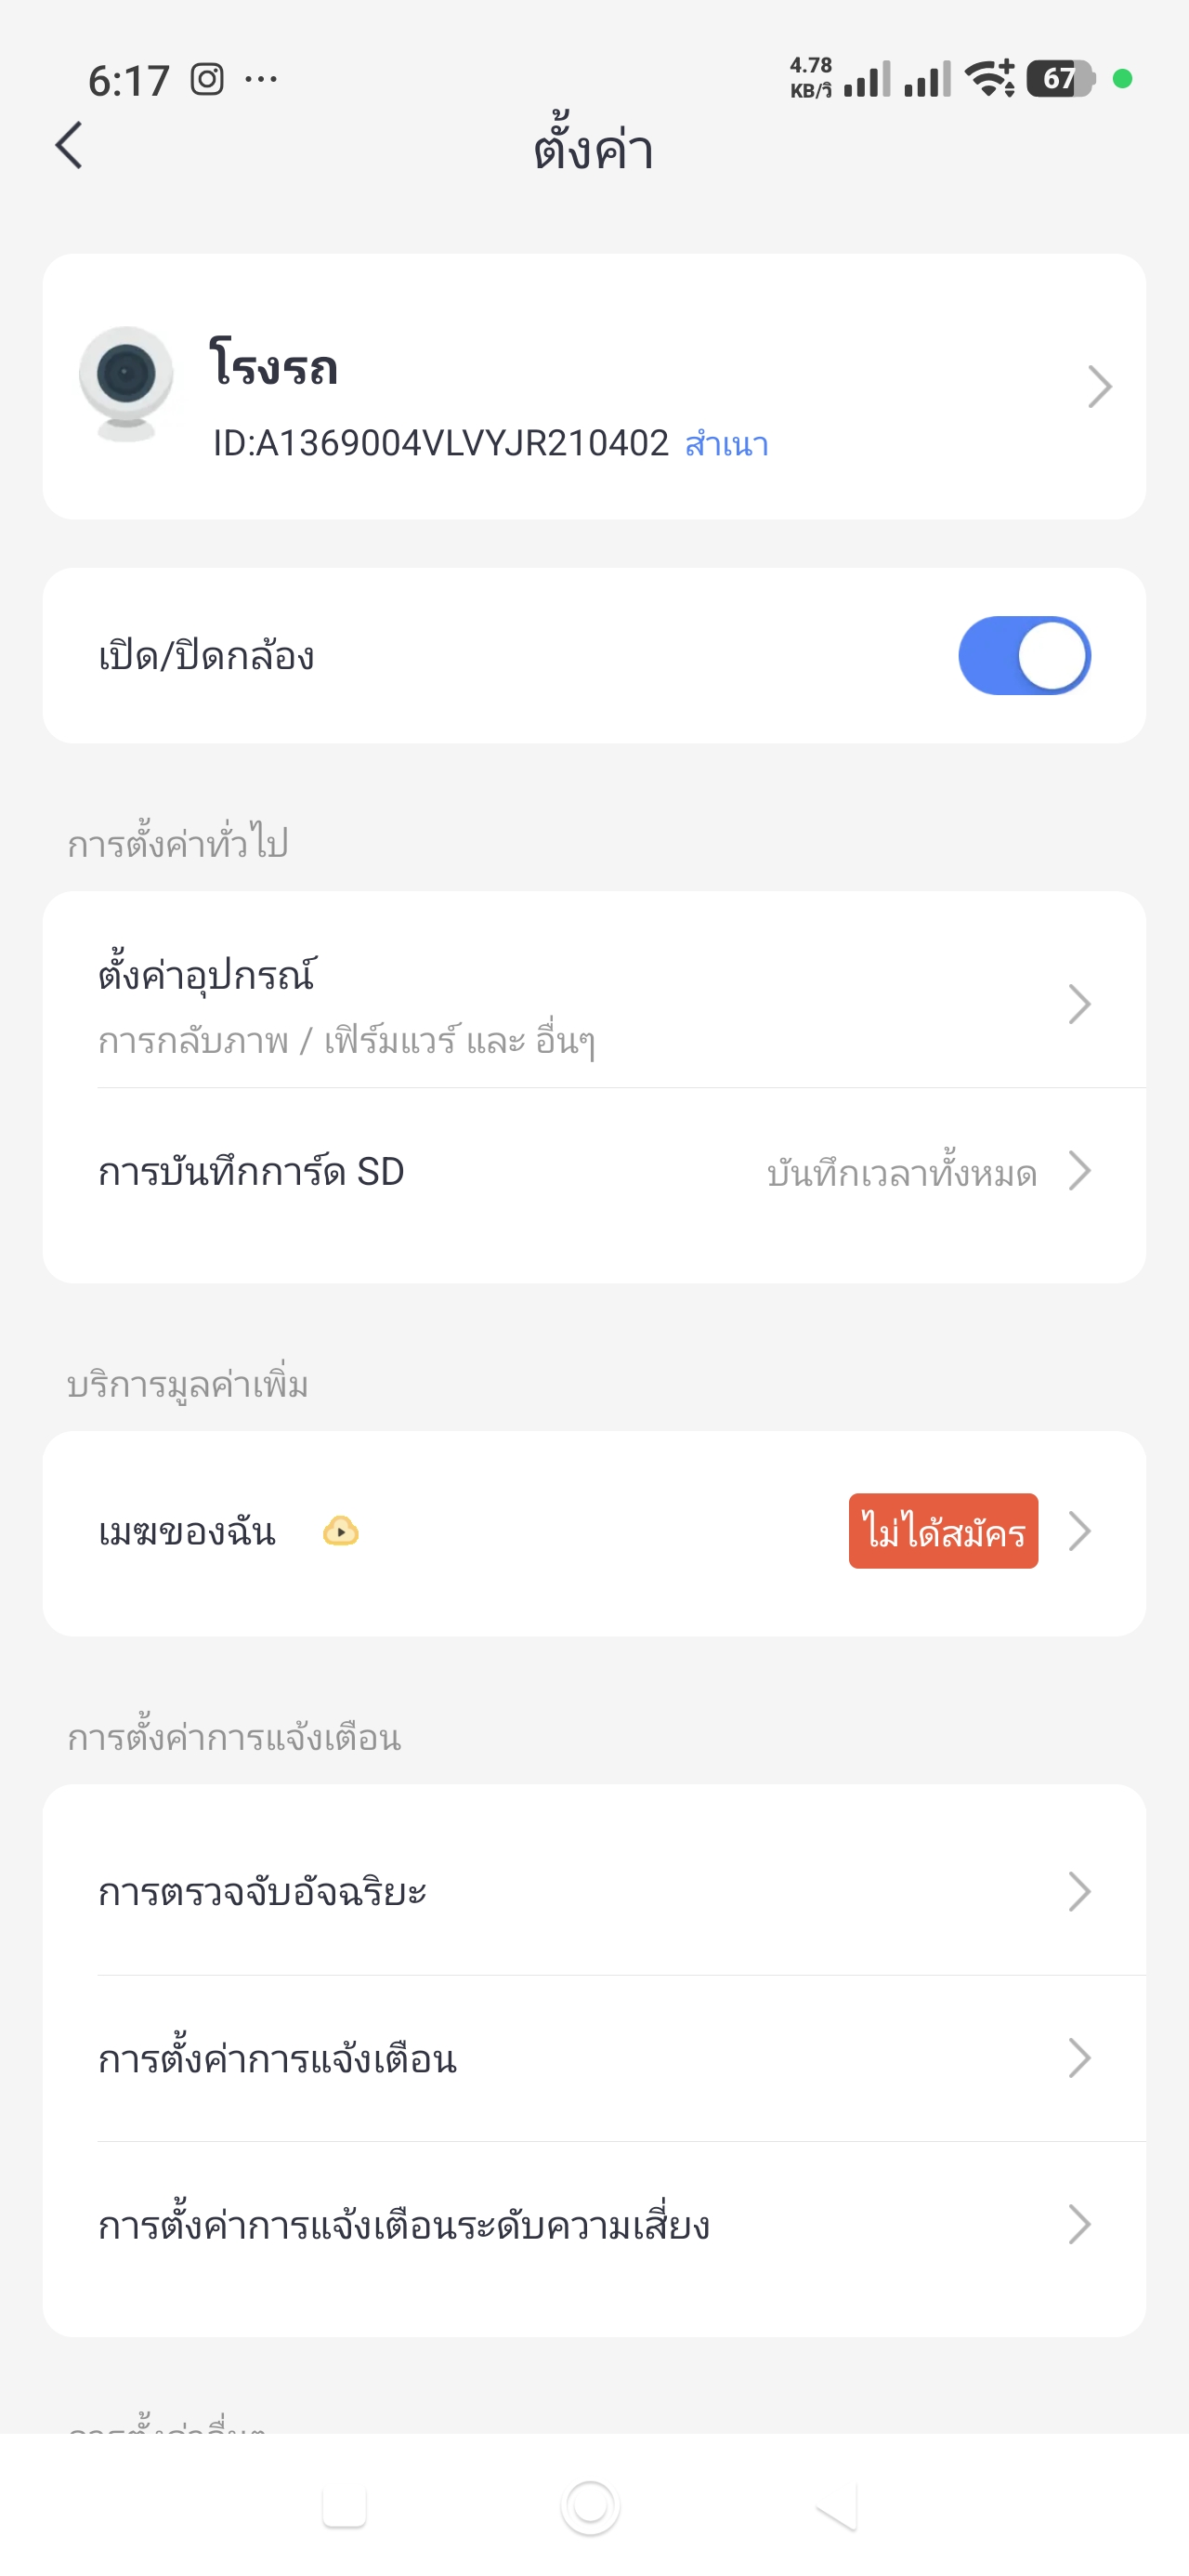 6:17 ... 4.78 KB/วิ 67
ตั้งค่า
โรงรถ
ID:A1369004VLVYJR210402 สำเนา
เปิด/ปิดกล้อง
การตั้งค่าทั่วไป
ตั้งค่าอุปกรณ์
การกลับภาพ / เฟิร์มแวร์ และ อื่นๆ
การบันทึกการ์ด SD บันทึกเวลาทั้งหมด
บริการมูลค่าเพิ่ม
เมฆของฉัน ไม่ได้สมัคร
การตั้งค่าการแจ้งเตือน
การตรวจจับอัจฉริยะ
การตั้งค่าการแจ้งเตือน
การตั้งค่าการแจ้งเตือนระดับความเสี่ยง